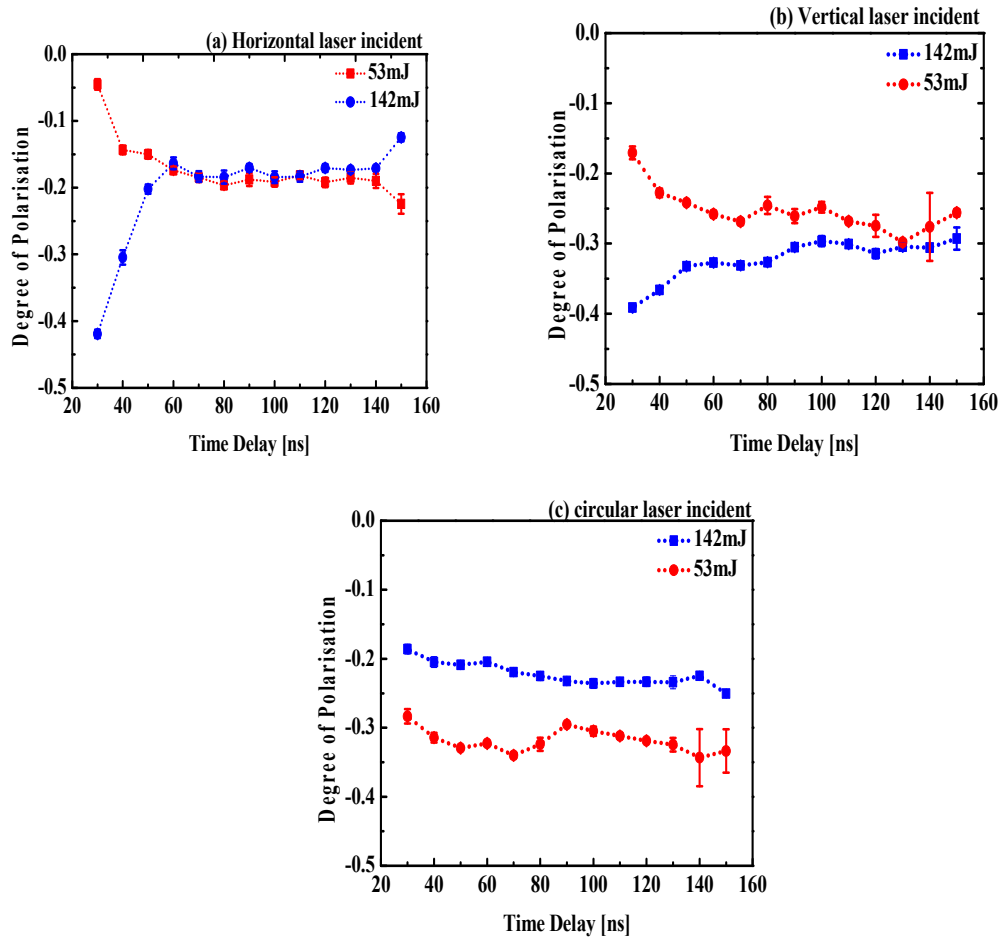 (a) Horizontal laser incident
53mJ
142mJ
0.0
-0.1
-0.2
-0.3
-0.4
-0.5
Degree of Polarisation
20 40 60 80 100 120 140 160
Time Delay [ns]
(b) Vertical laser incident
142mJ
53mJ
0.0
-0.1
-0.2
-0.3
-0.4
-0.5
Degree of Polarisation
20 40 60 80 100 120 140 160
Time Delay [ns]
(c) circular laser incident
142mJ
53mJ
0.0
-0.1
-0.2
-0.3
-0.4
-0.5
Degree of Polarisation
20 40 60 80 100 120 140 160
Time Delay [ns]